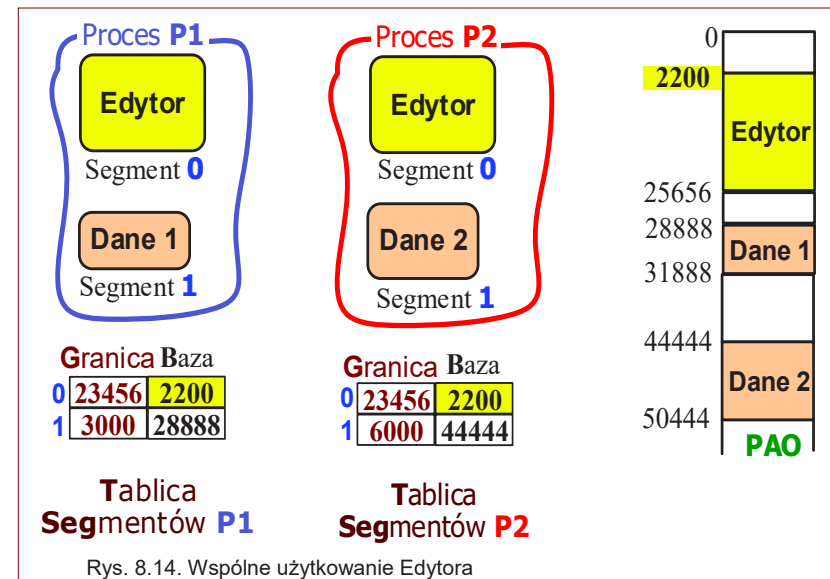 Proces P1
Edytor
Segment 0
Dane 1
Segment 1
Granica Baza
0 23456 2200
1 3000 28888
Tablica
Segmentów P1
Proces P2
Edytor
Segment 0
Dane 2
Segment 1
Granica Baza
0 23456 2200
1 6000 44444
Tablica
Segmentów P2
0
2200
Edytor
25656
28888
Dane 1
31888
44444
Dane 2
50444
PAO
Rys. 8.14. Wspólne użytkowanie Edytora